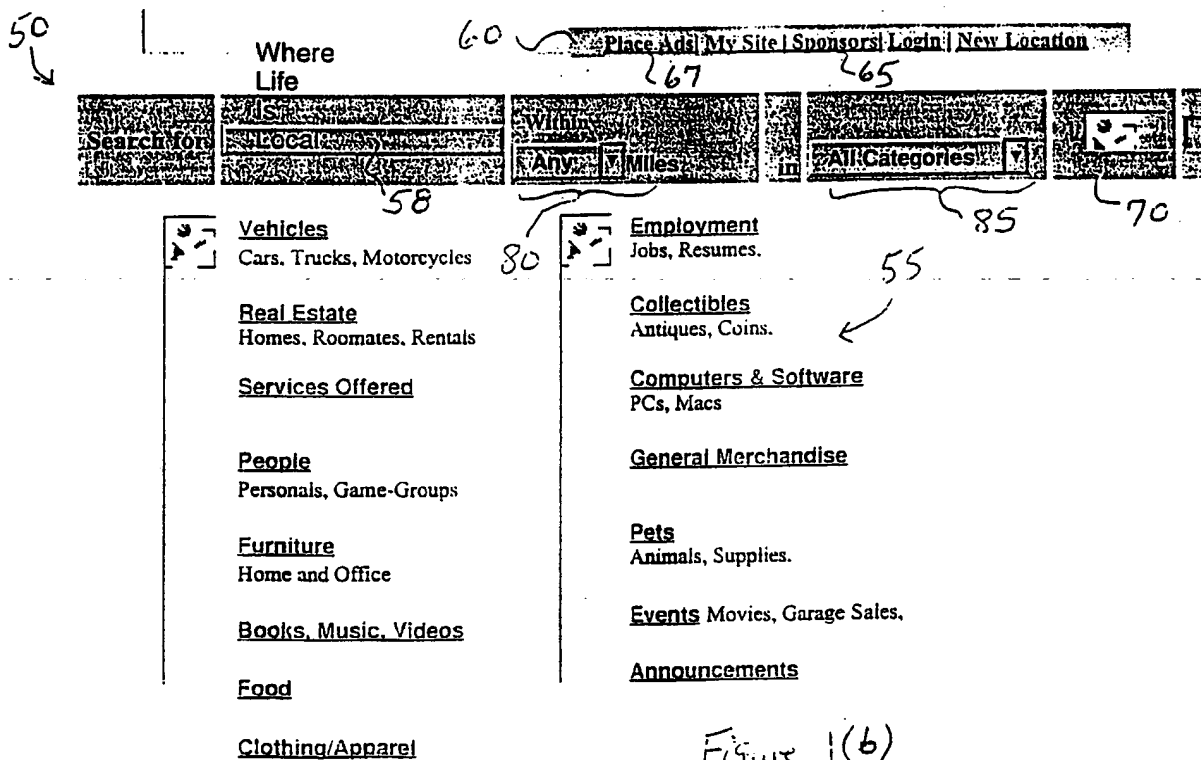 50
60
Place Ads| My Site | Sponsors| Login | New Location
67
65
Where
Life
Is
Local
Search for
Within
Any Miles
in
All Categories
58
80
85
70
Vehicles
Cars. Trucks, Motorcycles
Employment
Jobs, Resumes.
55
Real Estate
Homes. Roomates. Rentals
Collectibles
Antiques, Coins.
Services Offered
Computers & Software
PCs, Macs
People
Personals, Game-Groups
General Merchandise
Furniture
Home and Office
Pets
Animals, Supplies.
Books, Music, Videos
Events Movies, Garage Sales,
Food
Announcements
Clothing/Apparel
Figure 1(b)